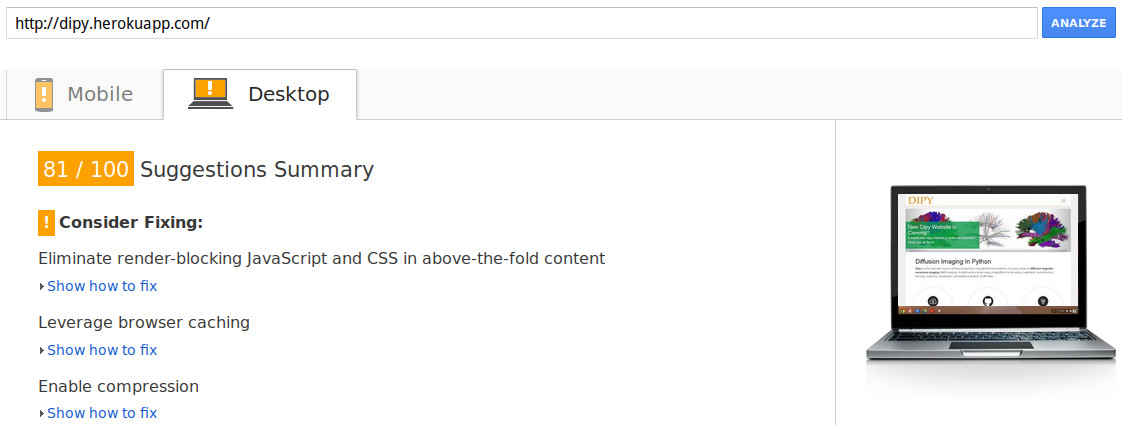 http://dipy.herokuapp.com/
ANALYZE
Mobile
Desktop
81 / 100 Suggestions Summary
! Consider Fixing:
Eliminate render-blocking JavaScript and CSS in above-the-fold content
Show how to fix
Leverage browser caching
Show how to fix
Enable compression
Show how to fix
DIPY
New Dipy Website is
Coming!!
Diffusion Imaging In Python